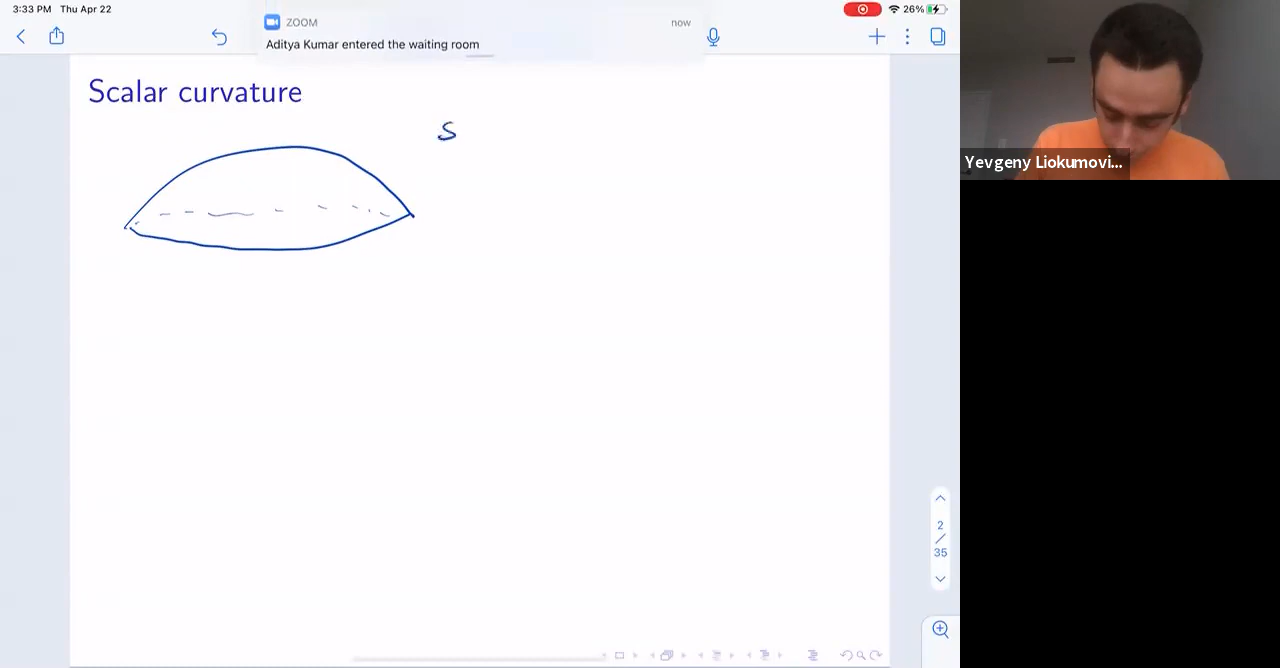 3:33 PM Thu Apr 22
26%
ZOOM
now
Aditya Kumar entered the waiting room
Scalar curvature
S
Yevgeny Liokumovi...
2
/
35